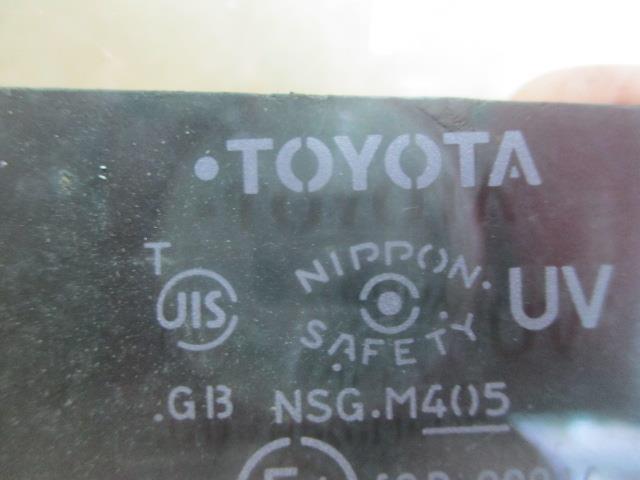 TOYOTA
T
JIS
NIPPON
SAFETY
UV
.GB NSG.M405